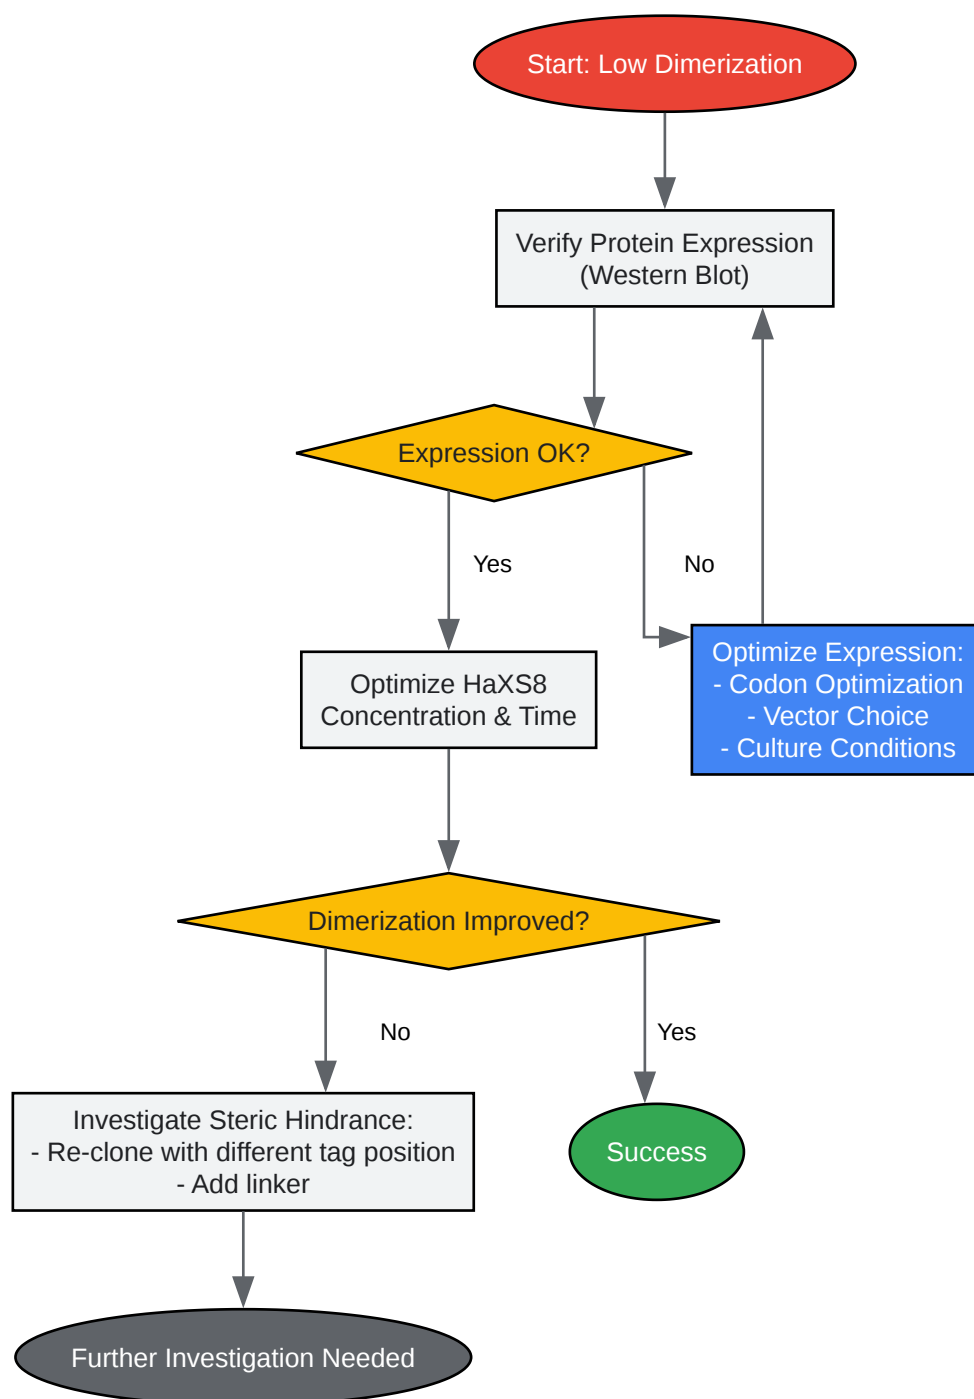 Start: Low Dimerization
Verify Protein Expression
(Western Blot)
Expression OK?
Yes
No
Optimize HaXS8
Concentration & Time
Optimize Expression:
- Codon Optimization
- Vector Choice
- Culture Conditions
Dimerization Improved?
No
Yes
Investigate Steric Hindrance:
- Re-clone with different tag position
- Add linker
Success
Further Investigation Needed